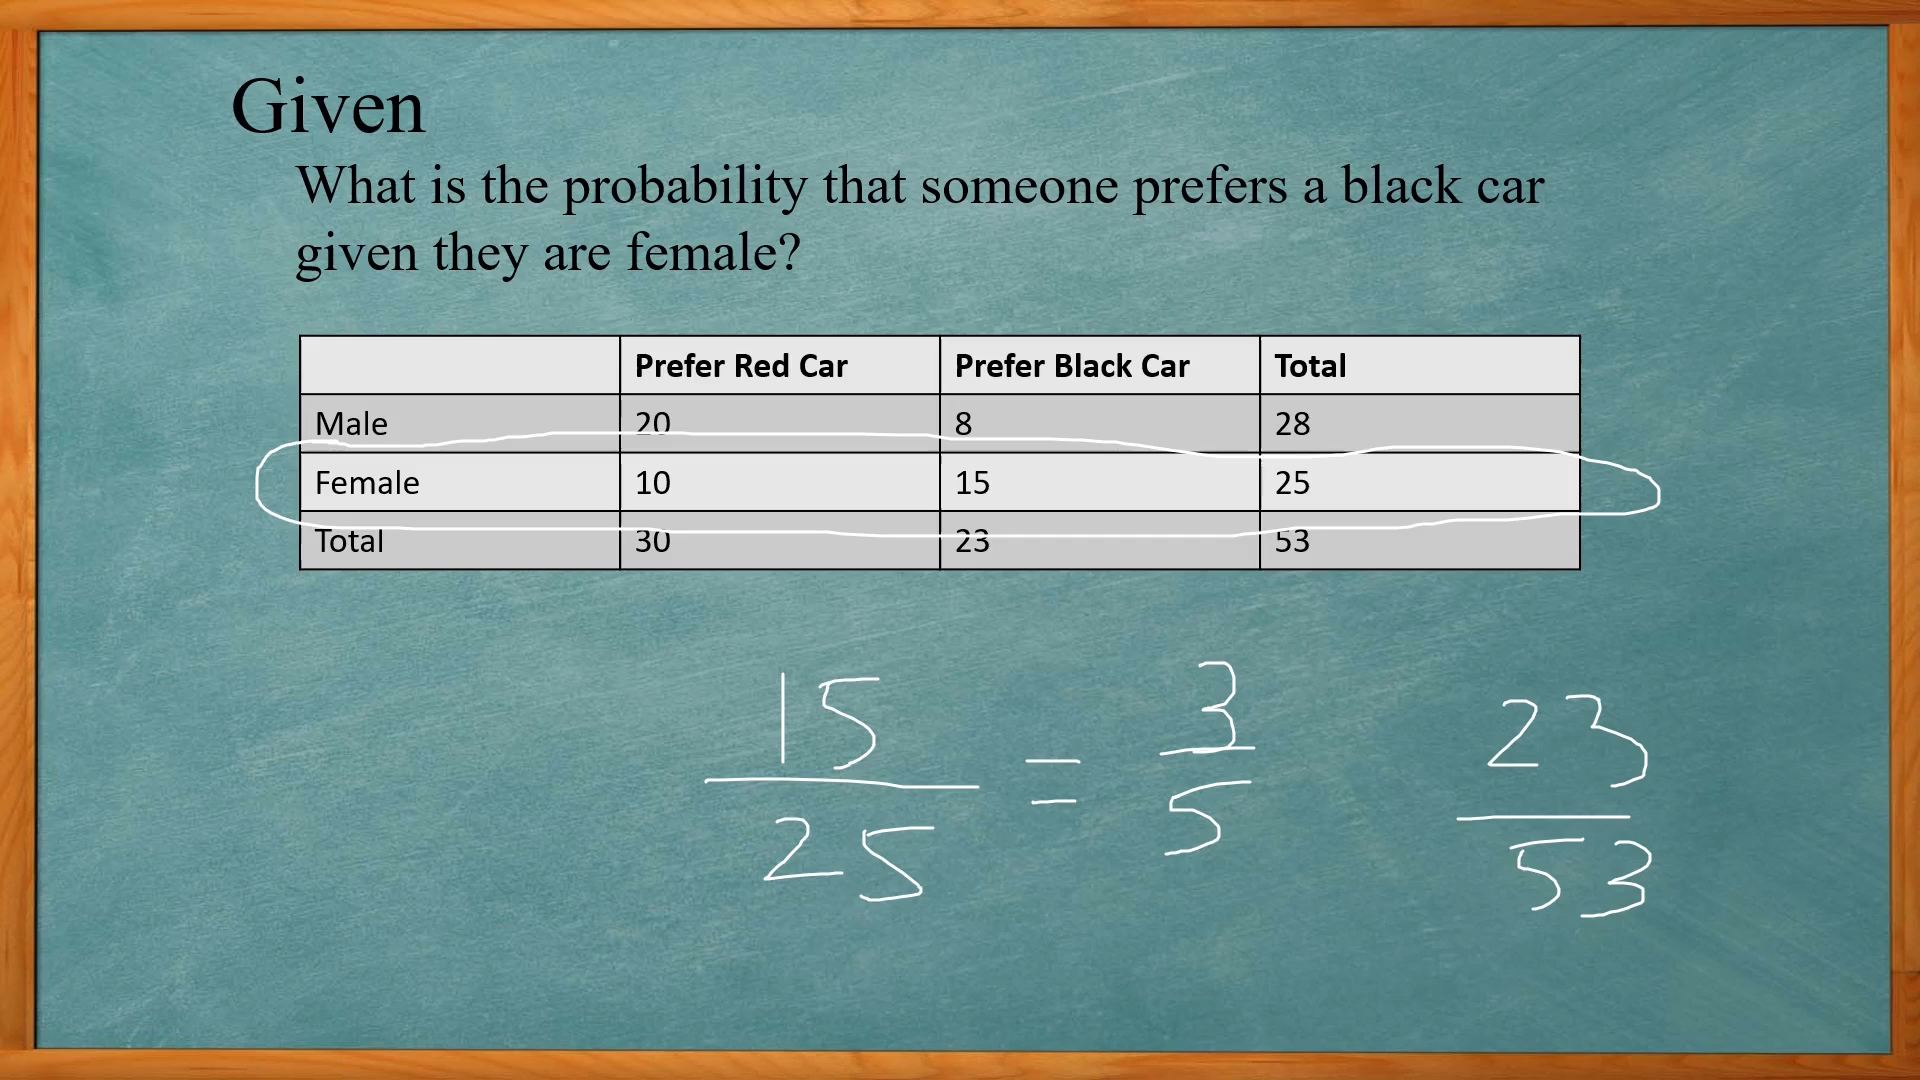 Given
What is the probability that someone prefers a black car
given they are female?
Prefer Red Car Prefer Black Car Total
Male 20 8 28
Female 10 15 25
Total 30 23 53
15/25 = 3/5 23/53